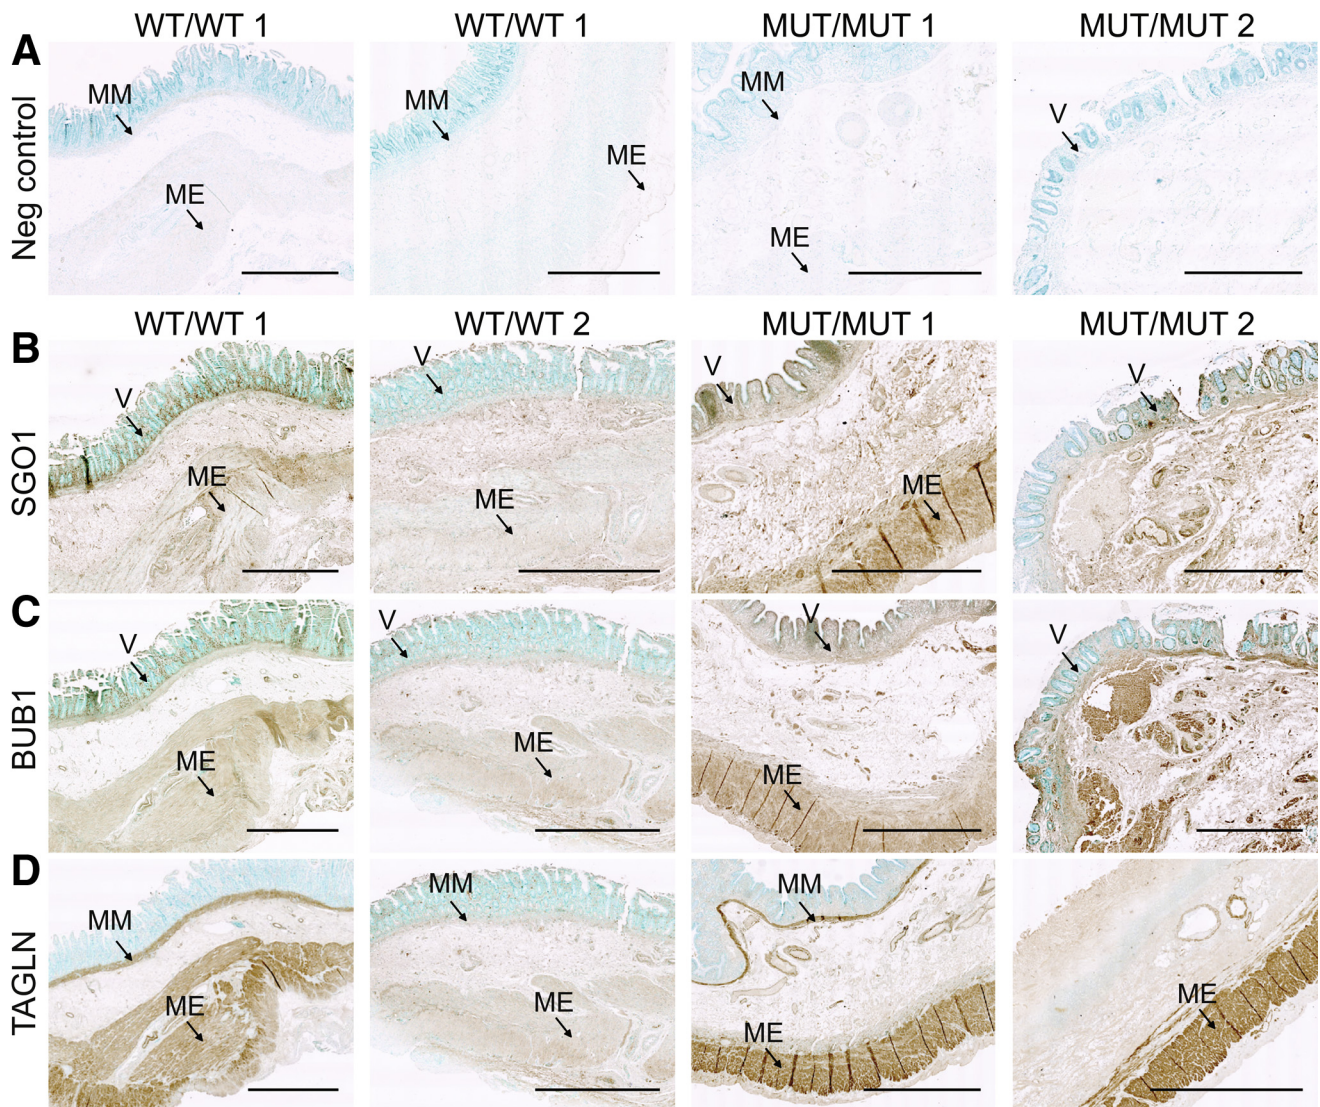 A
Neg control
WT/WT 1
WT/WT 1
MUT/MUT 1
MUT/MUT 2
MM
ME
MM
ME
MM
ME
V
B
SGO1
WT/WT 1
WT/WT 2
MUT/MUT 1
MUT/MUT 2
V
ME
V
ME
V
ME
V
C
BUB1
V
ME
V
ME
V
ME
V
D
TAGLN
MM
ME
MM
ME
MM
ME
ME